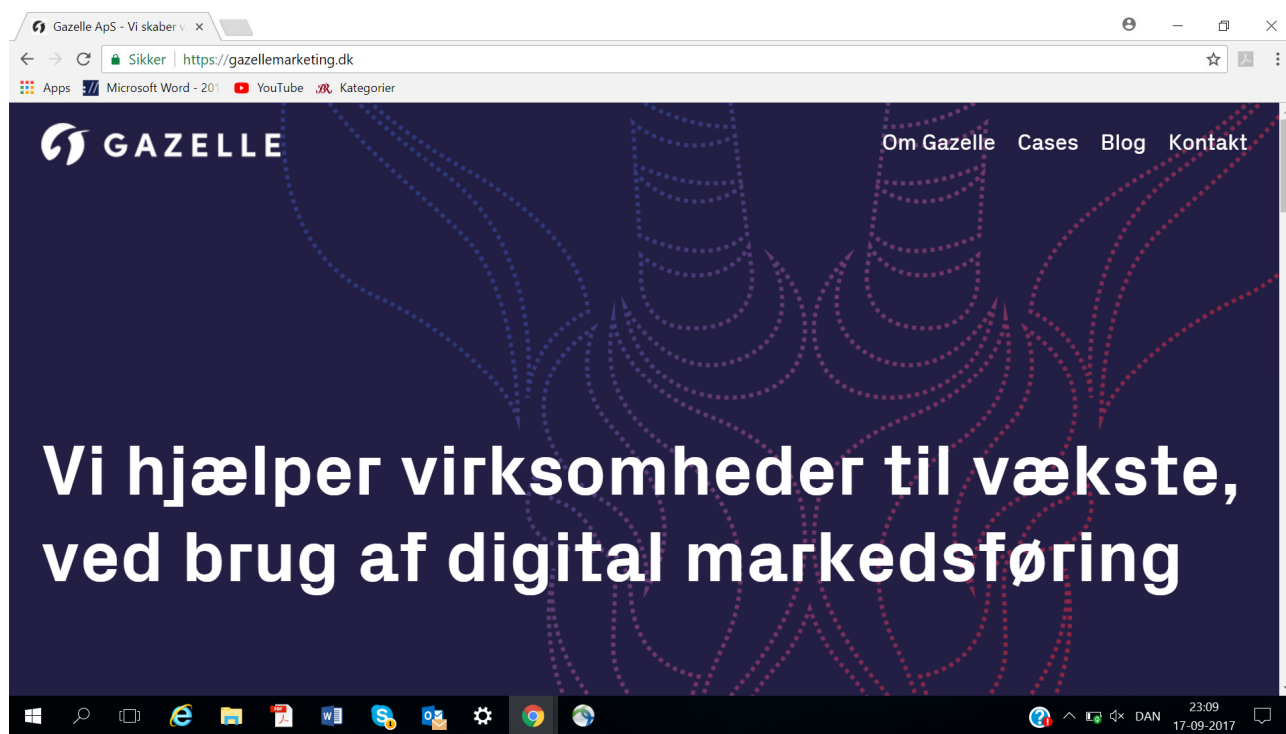 Gazelle ApS - Vi skaber v
Sikker https://gazellemarketing.dk
Apps Microsoft Word - 201 YouTube Kategorier
GAZELLE Om Gazelle Cases Blog Kontakt
Vi hjælper virksomheder til vækste,
ved brug af digital markedsføring
DAN 23:09
17-09-2017